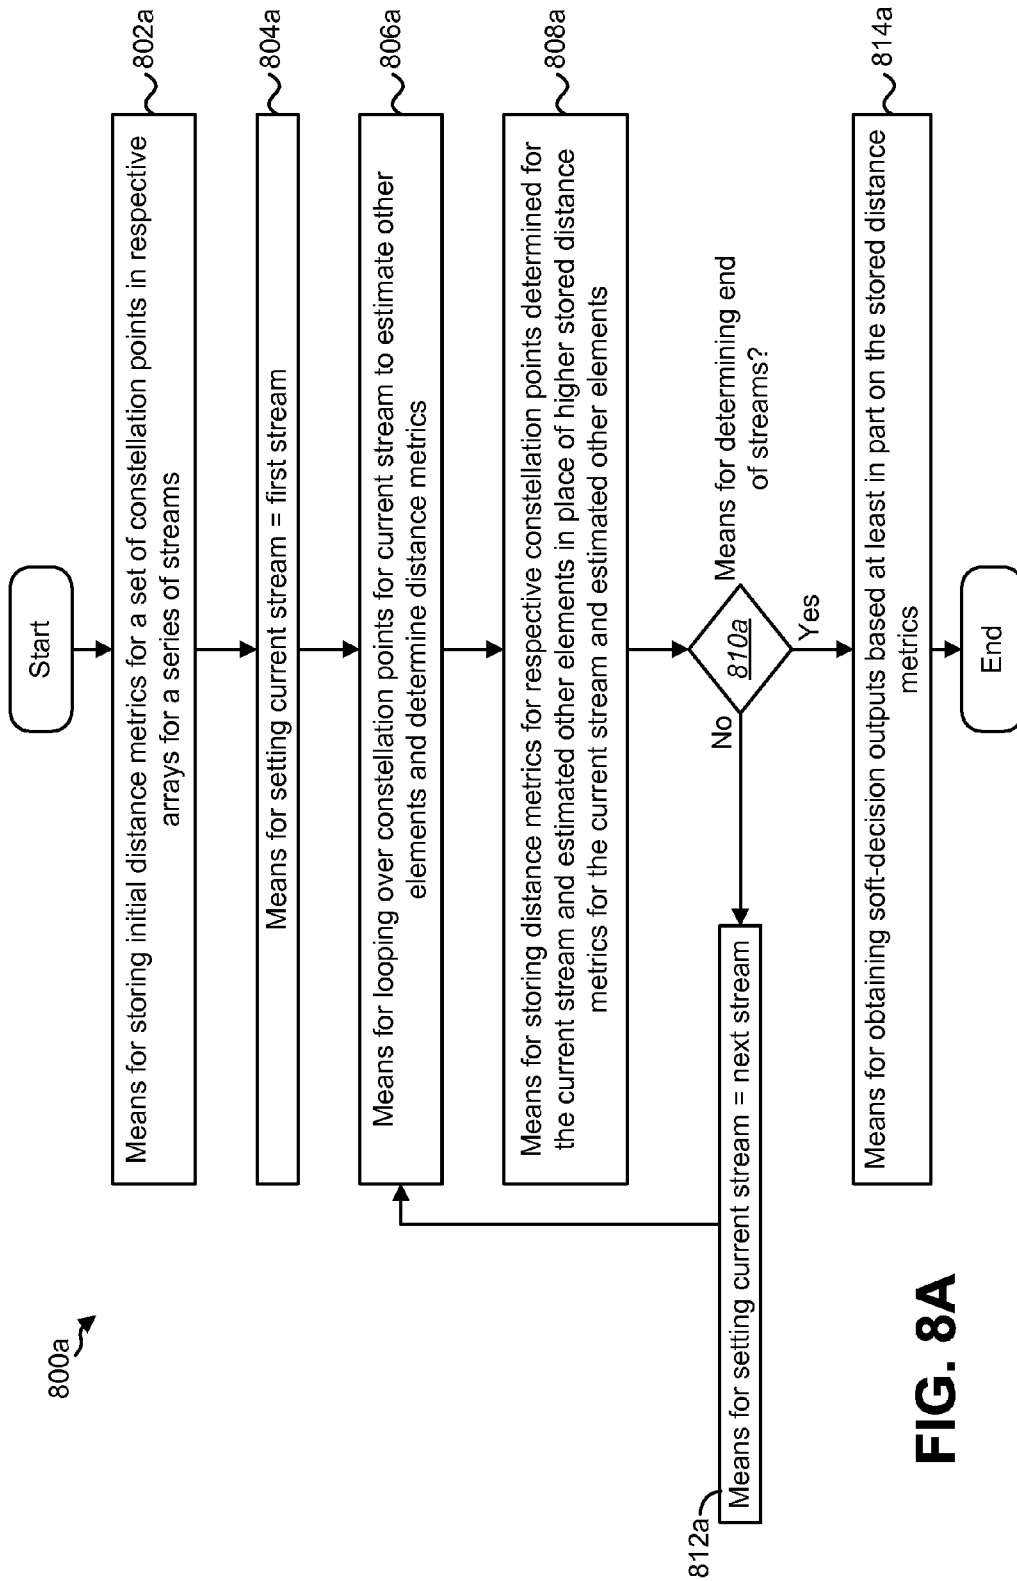 800a
Start
Means for storing initial distance metrics for a set of constellation points in respective
arrays for a series of streams
802a
Means for setting current stream = first stream
804a
Means for looping over constellation points for current stream to estimate other
elements and determine distance metrics
806a
Means for storing distance metrics for respective constellation points determined for
the current stream and estimated other elements in place of higher stored distance
metrics for the current stream and estimated other elements
808a
810a
Means for determining end
of streams?
No
Yes
812a
Means for setting current stream = next stream
Means for obtaining soft-decision outputs based at least in part on the stored distance
metrics
814a
End
FIG. 8A